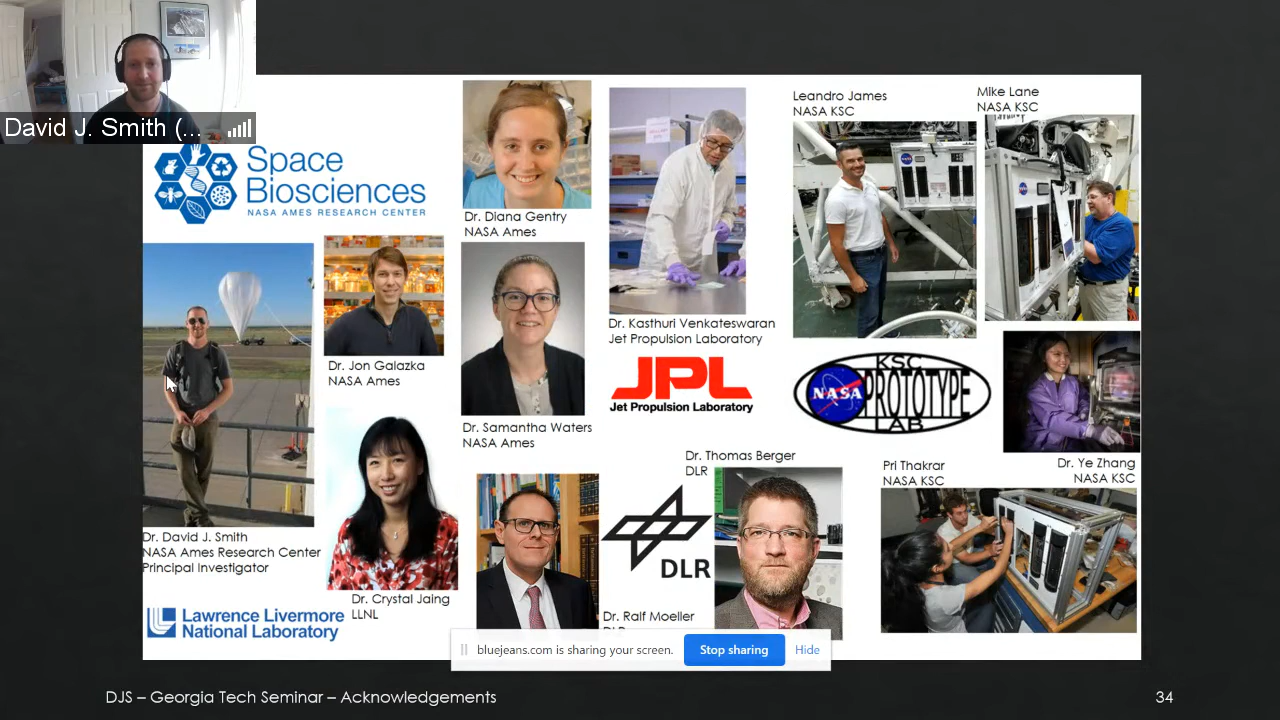 David J. Smith (...
Space
Biosciences
NASA AMES RESEARCH CENTER
Dr. Diana Gentry
NASA Ames
Leandro James
NASA KSC
Mike Lane
NASA KSC
Dr. Jon Galazka
NASA Ames
Dr. Samantha Waters
NASA Ames
Dr. Kasthuri Venkateswaran
Jet Propulsion Laboratory
JPL
Jet Propulsion Laboratory
KSC
NASA PROTOTYPE
LAB
Dr. Thomas Berger
DLR
Pri Thakrar
NASA KSC
Dr. Ye Zhang
NASA KSC
Dr. David J. Smith
NASA Ames Research Center
Principal Investigator
Dr. Crystal Jaing
LLNL
DLR
Dr. Ralf Moeller
Lawrence Livermore
National Laboratory
bluejeans.com is sharing your screen.
Stop sharing
Hide
DJS – Georgia Tech Seminar – Acknowledgements
34